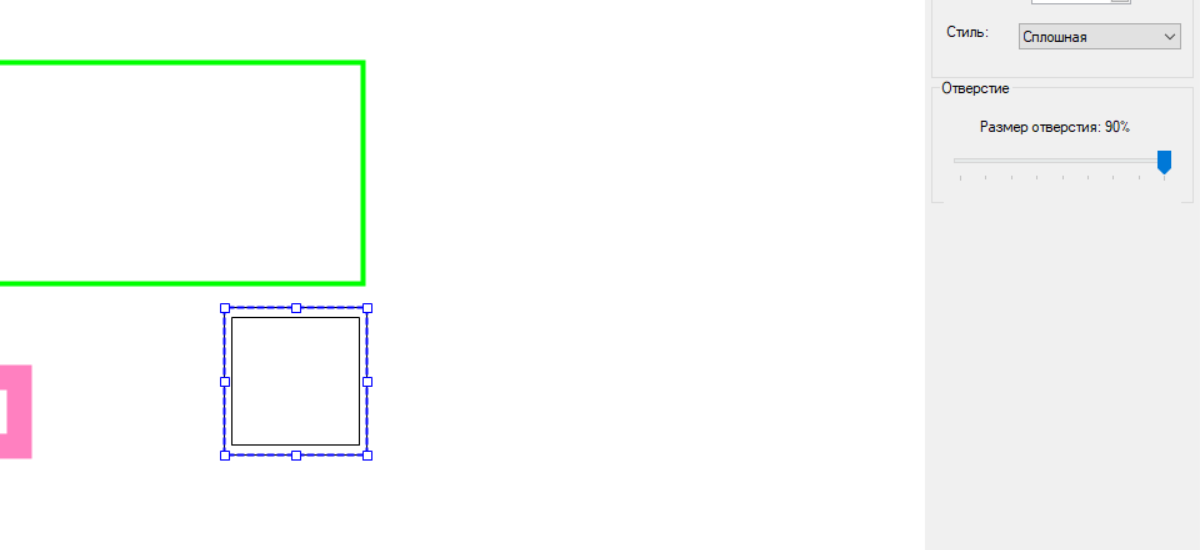 Стиль:
Сплошная
Отверстие
Размер отверстия: 90%